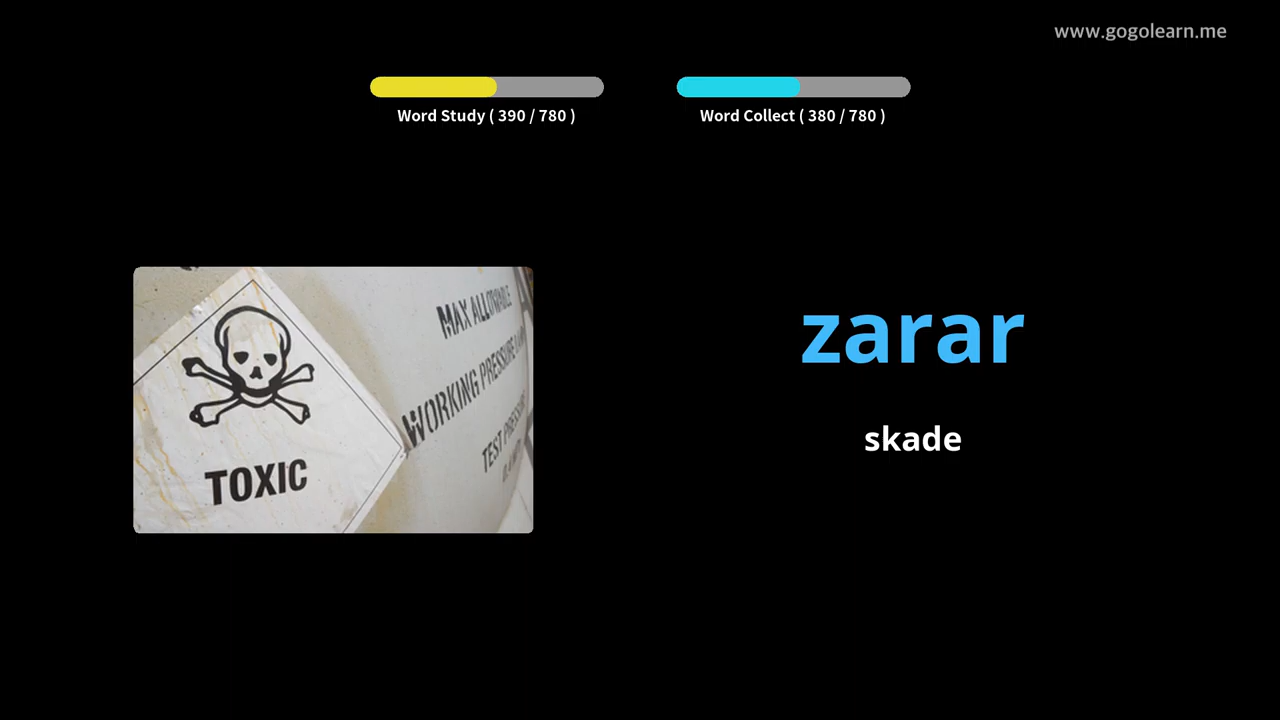 www.gogolearn.me
Word Study ( 390 / 780 )
Word Collect ( 380 / 780 )
MAX ALLOWABLE
WORKING PRESSURE
TEST PRESSURE
TOXIC
zarar
skade